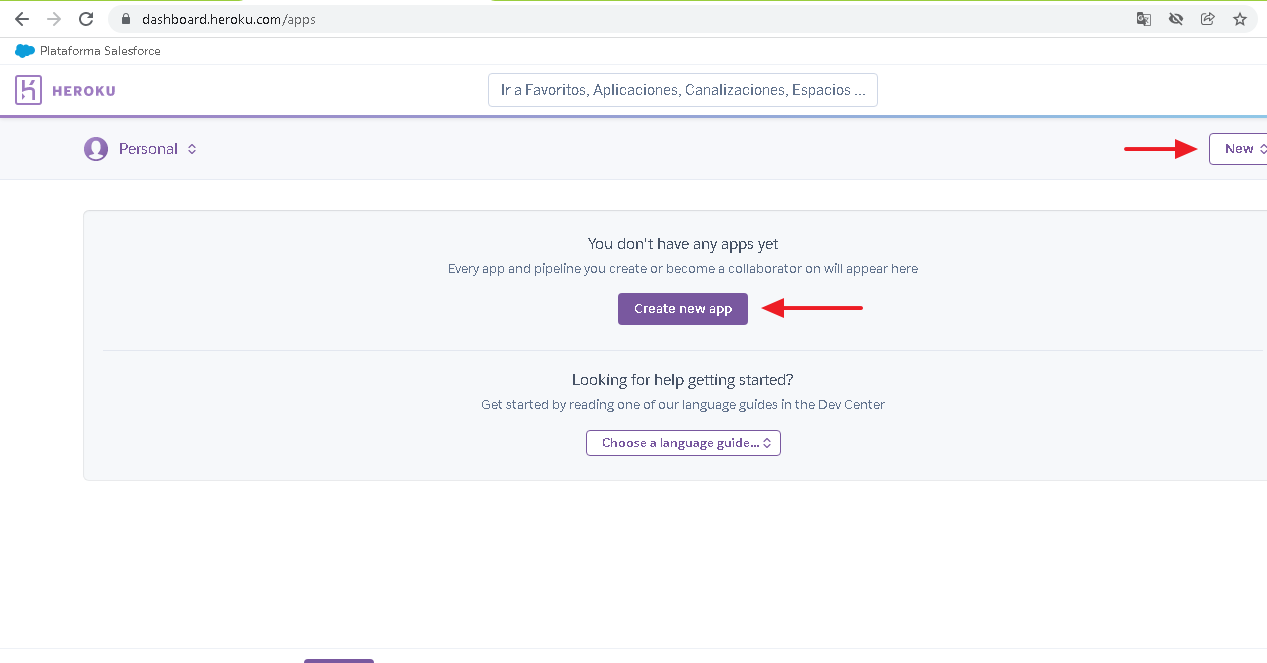 dashboard.heroku.com/apps
Plataforma Salesforce
HEROKU
Ir a Favoritos, Aplicaciones, Canalizaciones, Espacios ...
Personal
New
You don't have any apps yet
Every app and pipeline you create or become a collaborator on will appear here
Create new app
Looking for help getting started?
Get started by reading one of our language guides in the Dev Center
Choose a language guide...